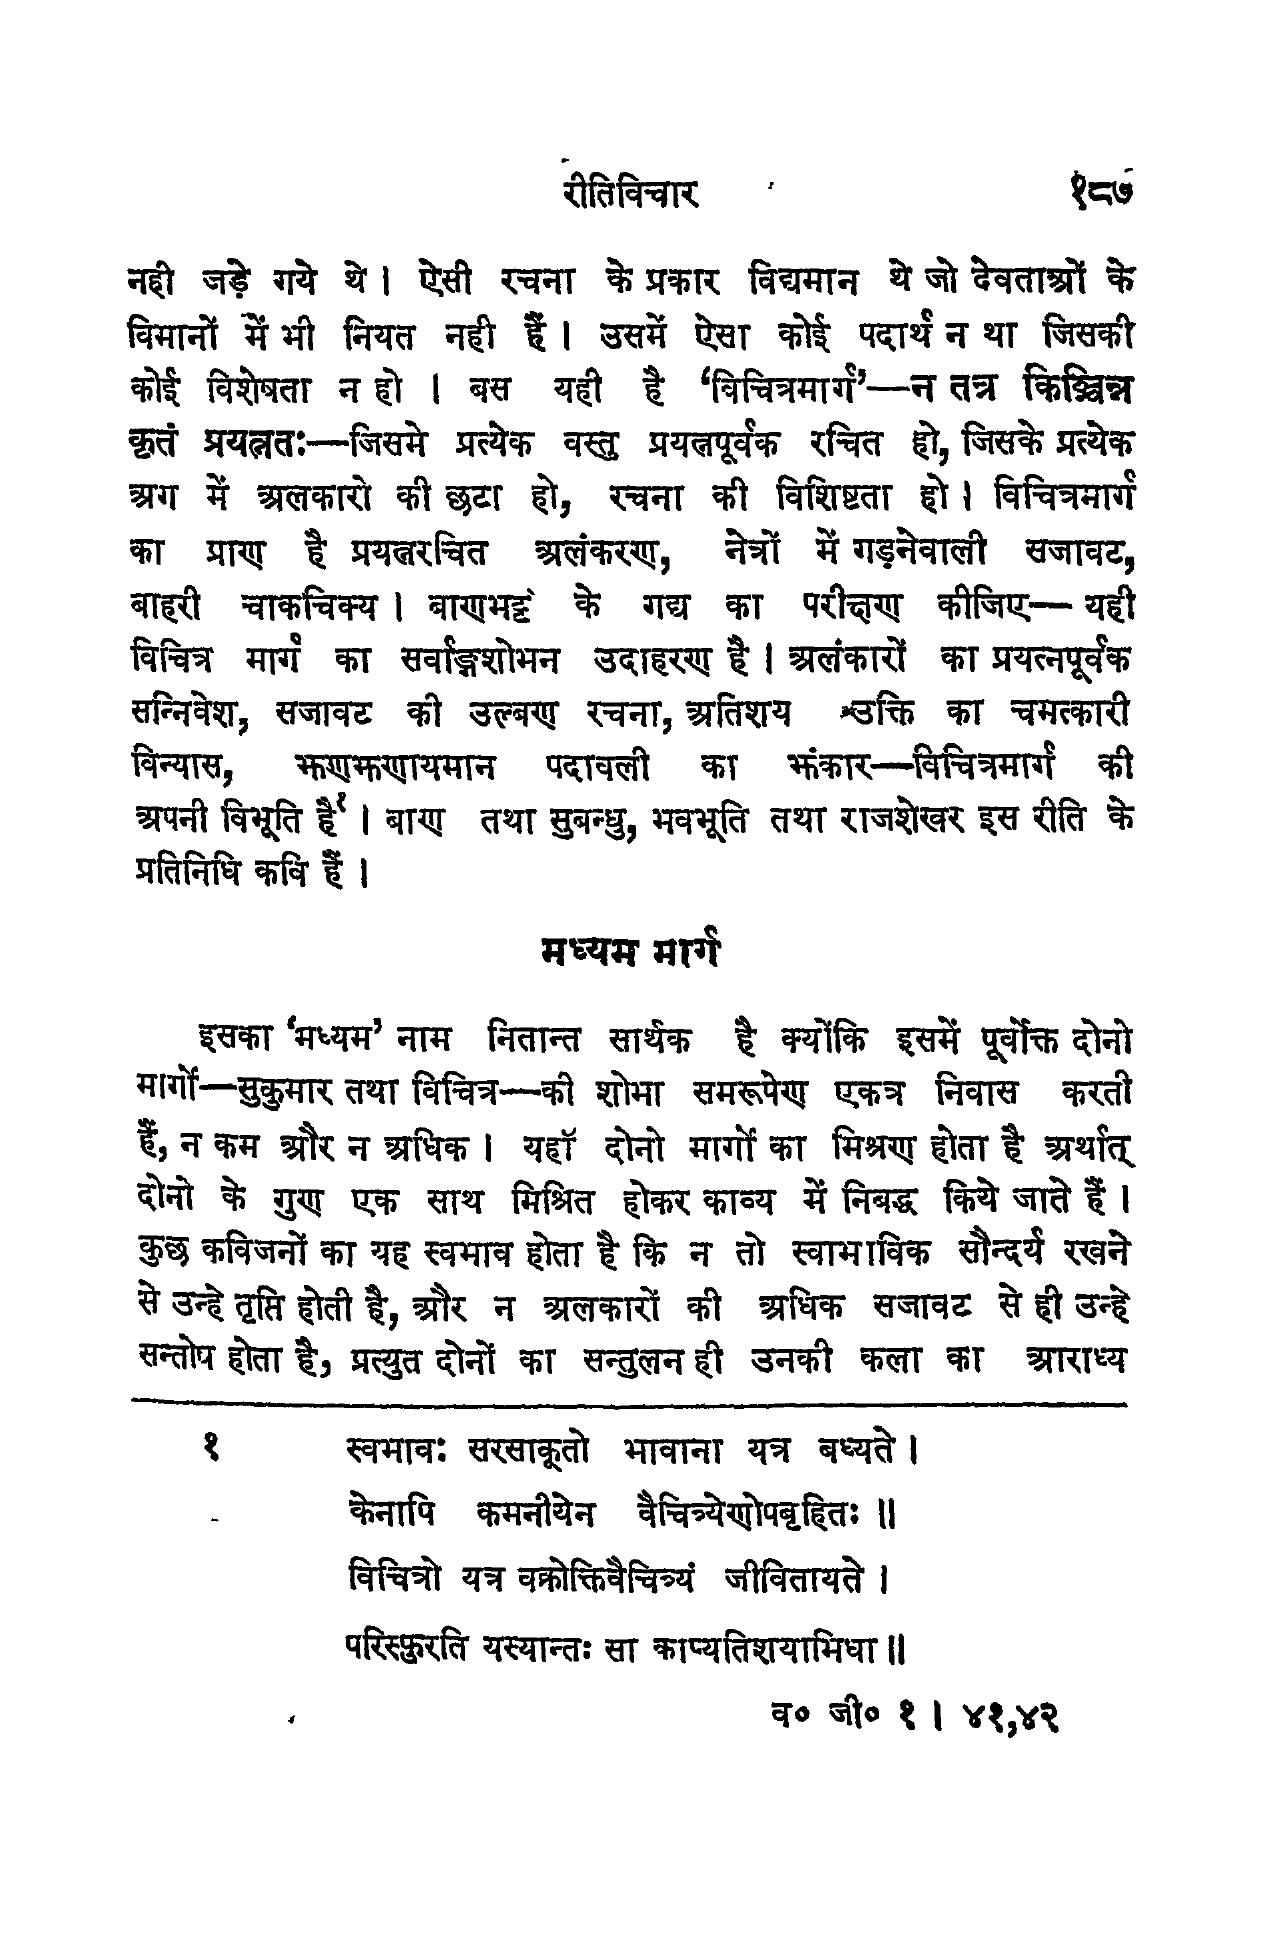 रीतिविचार १८७
नही जड़े गये थे । ऐसी रचना के प्रकार विद्यमान थे जो देवताओं के
विमानों में भी नियत नही हैं । उसमें ऐसा कोई पदार्थ न था जिसकी
कोई विशेषता न हो । बस यही है ‘विचित्रमार्ग’—न तत्र किञ्चिन्न
कृतं प्रयत्नतः—जिसमे प्रत्येक वस्तु प्रयत्नपूर्वक रचित हो, जिसके प्रत्येक
अग में अलकारो की छटा हो, रचना की विशिष्टता हो । विचित्रमार्ग
का प्राण है प्रयत्नरचित अलंकरण, नेत्रों में गड़नेवाली सजावट,
बाहरी चाकचिक्य । बाणभट्ट के गद्य का परीक्षण कीजिए— यही
विचित्र मार्ग का सर्वाङ्गशोभन उदाहरण है । अलंकारों का प्रयत्नपूर्वक
सन्निवेश, सजावट की उल्बण रचना, अतिशय उक्ति का चमत्कारी
विन्यास, झणझणायमान पदावली का झंकार—विचित्रमार्ग की
अपनी विभूति है१ । बाण तथा सुबन्धु, भवभूति तथा राजशेखर इस रीति के
प्रतिनिधि कवि हैं ।
मध्यम मार्ग
इसका ‘मध्यम’ नाम नितान्त सार्थक है क्योंकि इसमें पूर्वोक्त दोनो
मार्गों—सुकुमार तथा विचित्र—की शोभा समरूपेण एकत्र निवास करती
हैं, न कम और न अधिक । यहाॅ दोनो मार्गों का मिश्रण होता है अर्थात्
दोनो के गुण एक साथ मिश्रित होकर काव्य में निबद्ध किये जाते हैं ।
कुछ कविजनों का यह स्वभाव होता है कि न तो स्वाभाविक सौन्दर्य रखने
से उन्हे तृप्ति होती है, और न अलकारों की अधिक सजावट से ही उन्हे
सन्तोप होता है, प्रत्युत दोनों का सन्तुलन ही उनकी कला का आराध्य
१ स्वभावः सरसाकूतो भावाना यत्र बध्यते ।
केनापि कमनीयेन वैचित्र्येणोपबृहितः ॥
विचित्रो यत्र वक्रोक्तिवैचित्र्यं जीवितायते ।
परिस्फुरति यस्यान्तः सा काप्यतिशयाभिधा ॥
व० जी० १ । ४१,४२